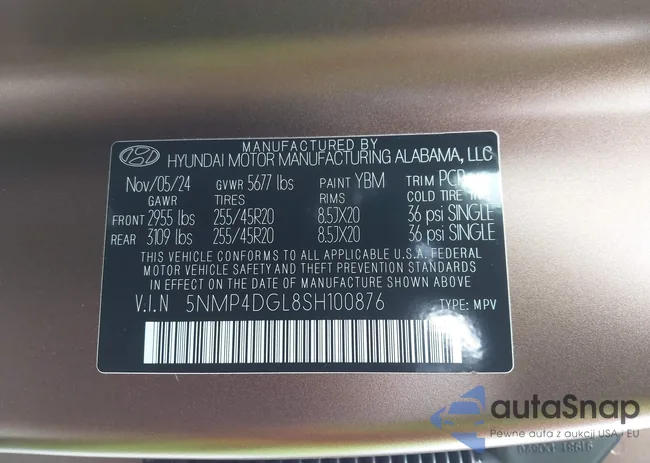 MANUFACTURED BY
HYUNDAI MOTOR MANUFACTURING ALABAMA, LLC
Nov/05/24 GVWR 5677 lbs PAINT YBM TRIM
GAWR TIRES RIMS COLD TIRE
FRONT 2955 lbs 255/45R20 8.5JX20 36 psi SINGLE
REAR 3109 lbs 255/45R20 8.5JX20 36 psi SINGLE
THIS VEHICLE CONFORMS TO ALL APPLICABLE U.S.A. FEDERAL
MOTOR VEHICLE SAFETY AND THEFT PREVENTION STANDARDS
IN EFFECT ON THE DATE OF MANUFACTURE SHOWN ABOVE
V.I.N 5NMP4DGL8SH100876 TYPE: MPV
autaSnap
Pewne auta z aukcji USA i EU